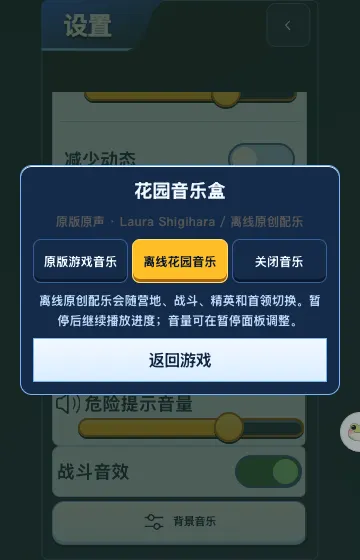 设置
减少动态
花园音乐盒
原版原声 · Laura Shigihara / 离线原创配乐
原版游戏音乐
离线花园音乐
关闭音乐
离线原创配乐会随营地、战斗、精英和首领切换。暂
停后继续播放进度；音量可在暂停面板调整。
返回游戏
危险提示音量
战斗音效
背景音乐